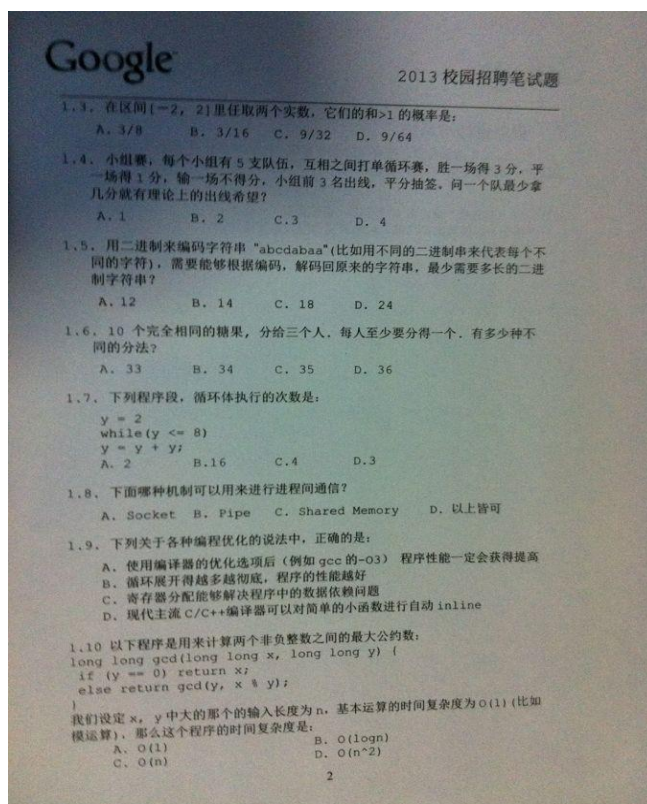 Google
2013 校园招聘笔试题
1.3. 在区间[-2, 2]里任取两个实数，它们的和>1 的概率是:
A. 3/8 B. 3/16 C. 9/32 D. 9/64
1.4. 小组赛，每个小组有 5 支队伍，互相之间打单循环赛，胜一场得 3 分，平
一场得 1 分，输一场不得分，小组前 3 名出线，平分抽签。问一个队最少拿
几分就有理论上的出线希望?
A. 1 B. 2 C.3 D. 4
1.5. 用二进制来编码字符串 "abcdabaa"(比如用不同的二进制串来代表每个不
同的字符)，需要能够根据编码，解码回原来的字符串，最少需要多长的二进
制字符串?
A. 12 B. 14 C. 18 D. 24
1.6. 10 个完全相同的糖果，分给三个人．每人至少要分得一个．有多少种不
同的分法?
A. 33 B. 34 C. 35 D. 36
1.7. 下列程序段，循环体执行的次数是:
y = 2
while(y <= 8)
y = y + y;
A. 2 B.16 C.4 D.3
1.8. 下面哪种机制可以用来进行进程间通信?
A. Socket B. Pipe C. Shared Memory D. 以上皆可
1.9. 下列关于各种编程优化的说法中，正确的是:
A. 使用编译器的优化选项后（例如 gcc 的-O3） 程序性能一定会获得提高
B. 循环展开得越多越彻底，程序的性能越好
C. 寄存器分配能够解决程序中的数据依赖问题
D. 现代主流 C/C++编译器可以对简单的小函数进行自动 inline
1.10 以下程序是用来计算两个非负整数之间的最大公约数:
long long gcd(long long x, long long y) {
if (y == 0) return x;
else return gcd(y, x % y);
}
我们设定 x, y 中大的那个的输入长度为 n，基本运算的时间复杂度为 O(1)(比如
模运算)，那么这个程序的时间复杂度是:
A. O(1) B. O(logn)
C. O(n) D. O(n^2)
2